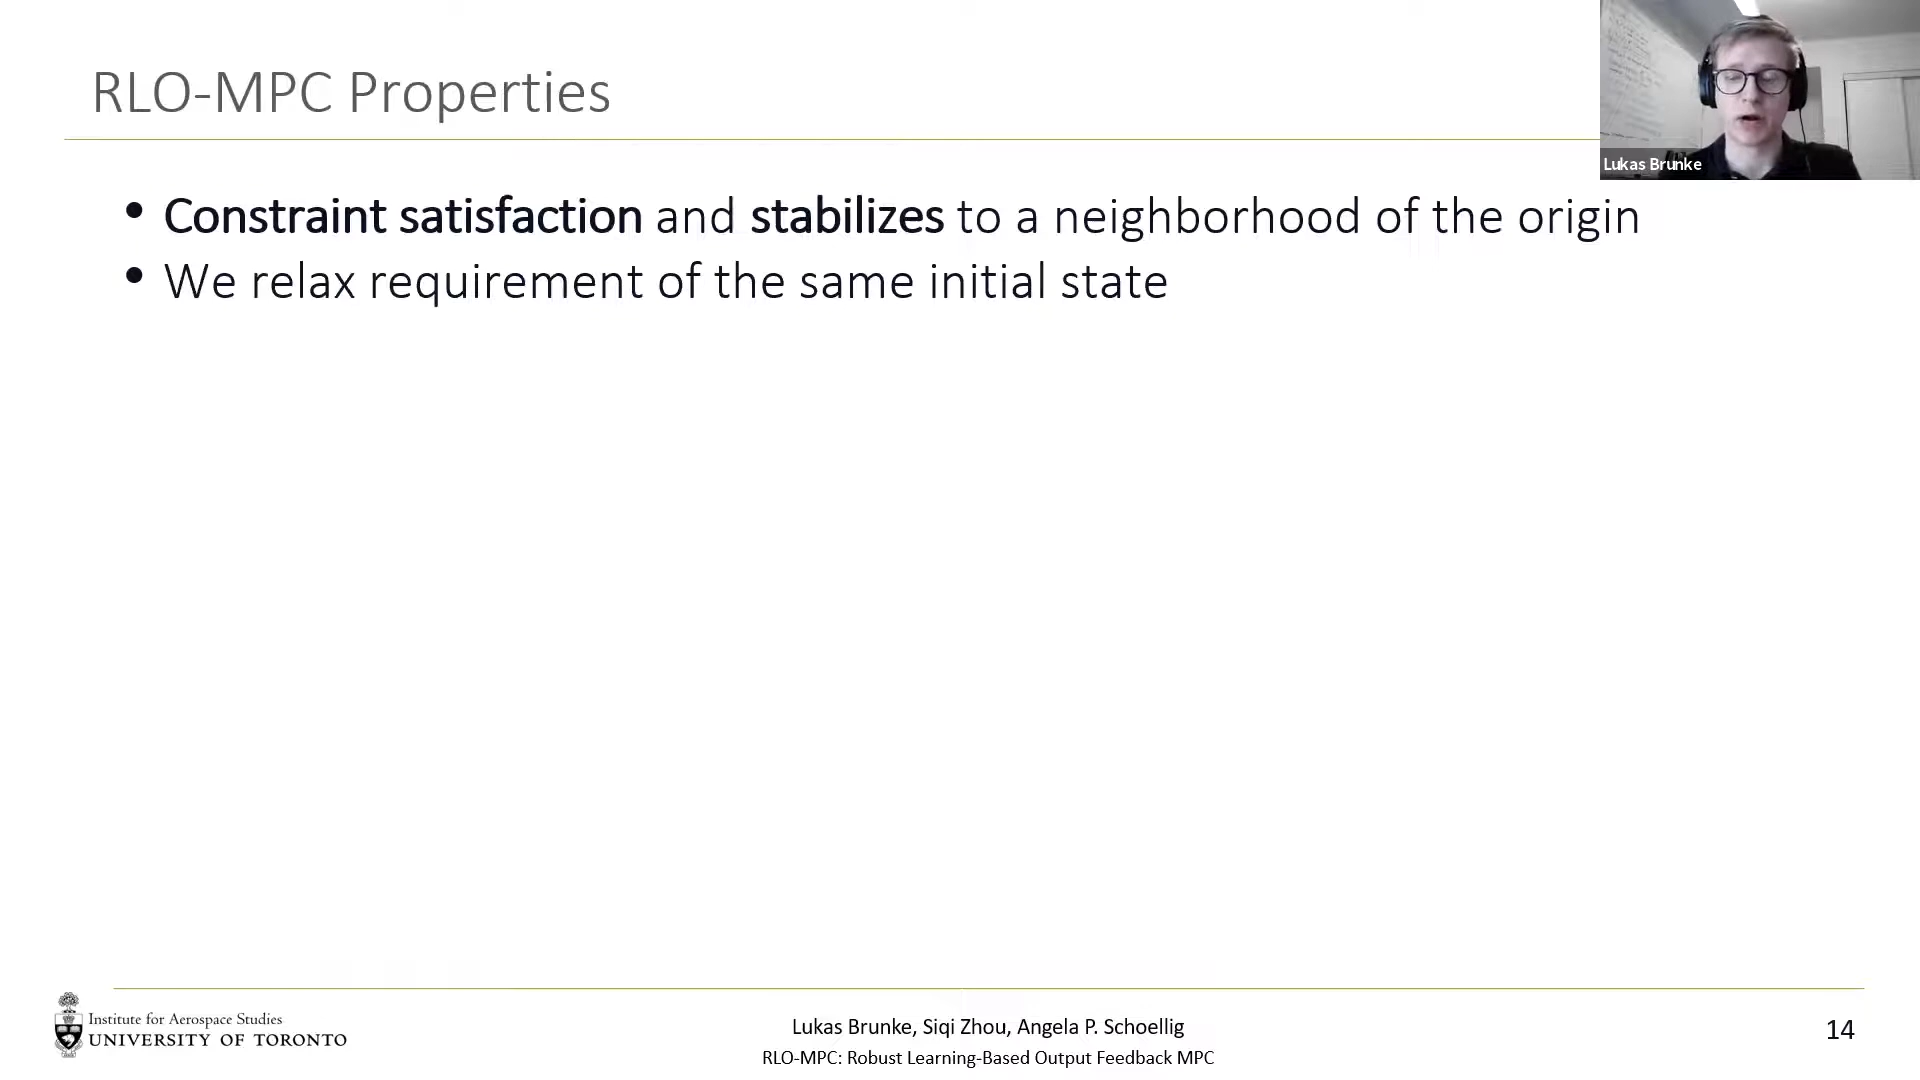 RLO-MPC Properties
Lukas Brunke
• Constraint satisfaction and stabilizes to a neighborhood of the origin
• We relax requirement of the same initial state
Institute for Aerospace Studies
UNIVERSITY OF TORONTO
Lukas Brunke, Siqi Zhou, Angela P. Schoellig
RLO-MPC: Robust Learning-Based Output Feedback MPC
14